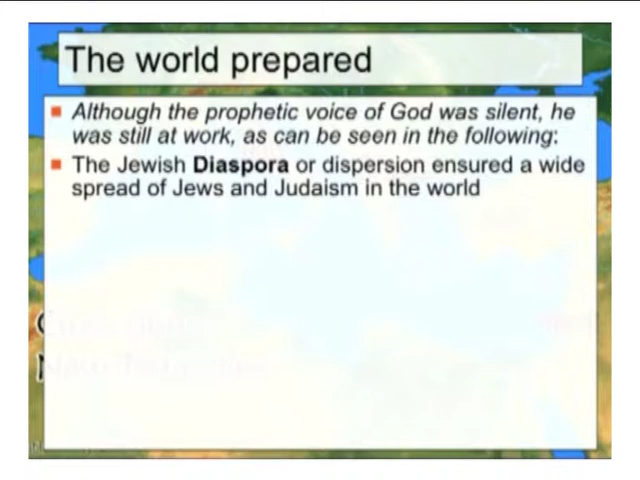 The world prepared
Although the prophetic voice of God was silent, he
was still at work, as can be seen in the following:
The Jewish Diaspora or dispersion ensured a wide
spread of Jews and Judaism in the world